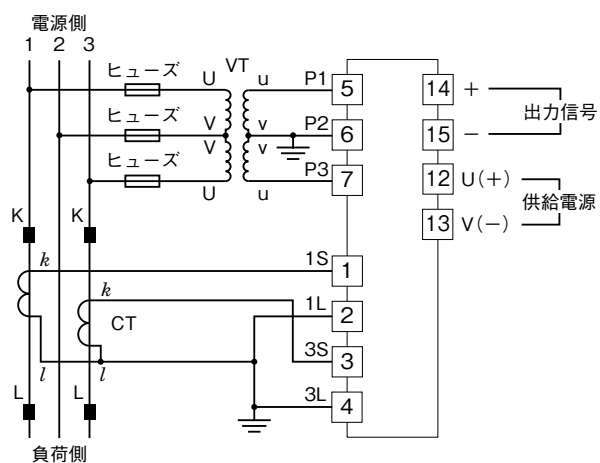 電源側
1 2 3
ヒューズ
U VT u P1 5
14 + 
出力信号
ヒューズ
V v P2 6
15 −
ヒューズ
V v
U u P3 7
12 U(+)
供給電源
13 V(−)
K K
k 1S 1
k 1L 2
CT
3S 3
l l
L L 3L 4
負荷側